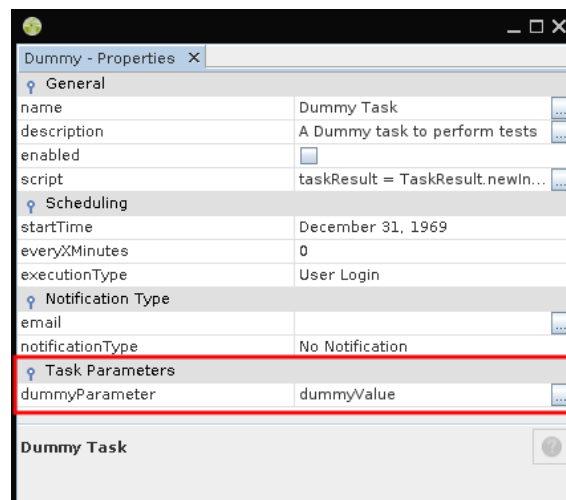 Dummy - Properties X
General
name Dummy Task ...
description A Dummy task to perform tests ...
enabled
script taskResult = TaskResult.newIn... ...
Scheduling
startTime December 31, 1969
everyXMinutes 0
executionType User Login
Notification Type
email ...
notificationType No Notification
Task Parameters
dummyParameter dummyValue ...
Dummy Task ?